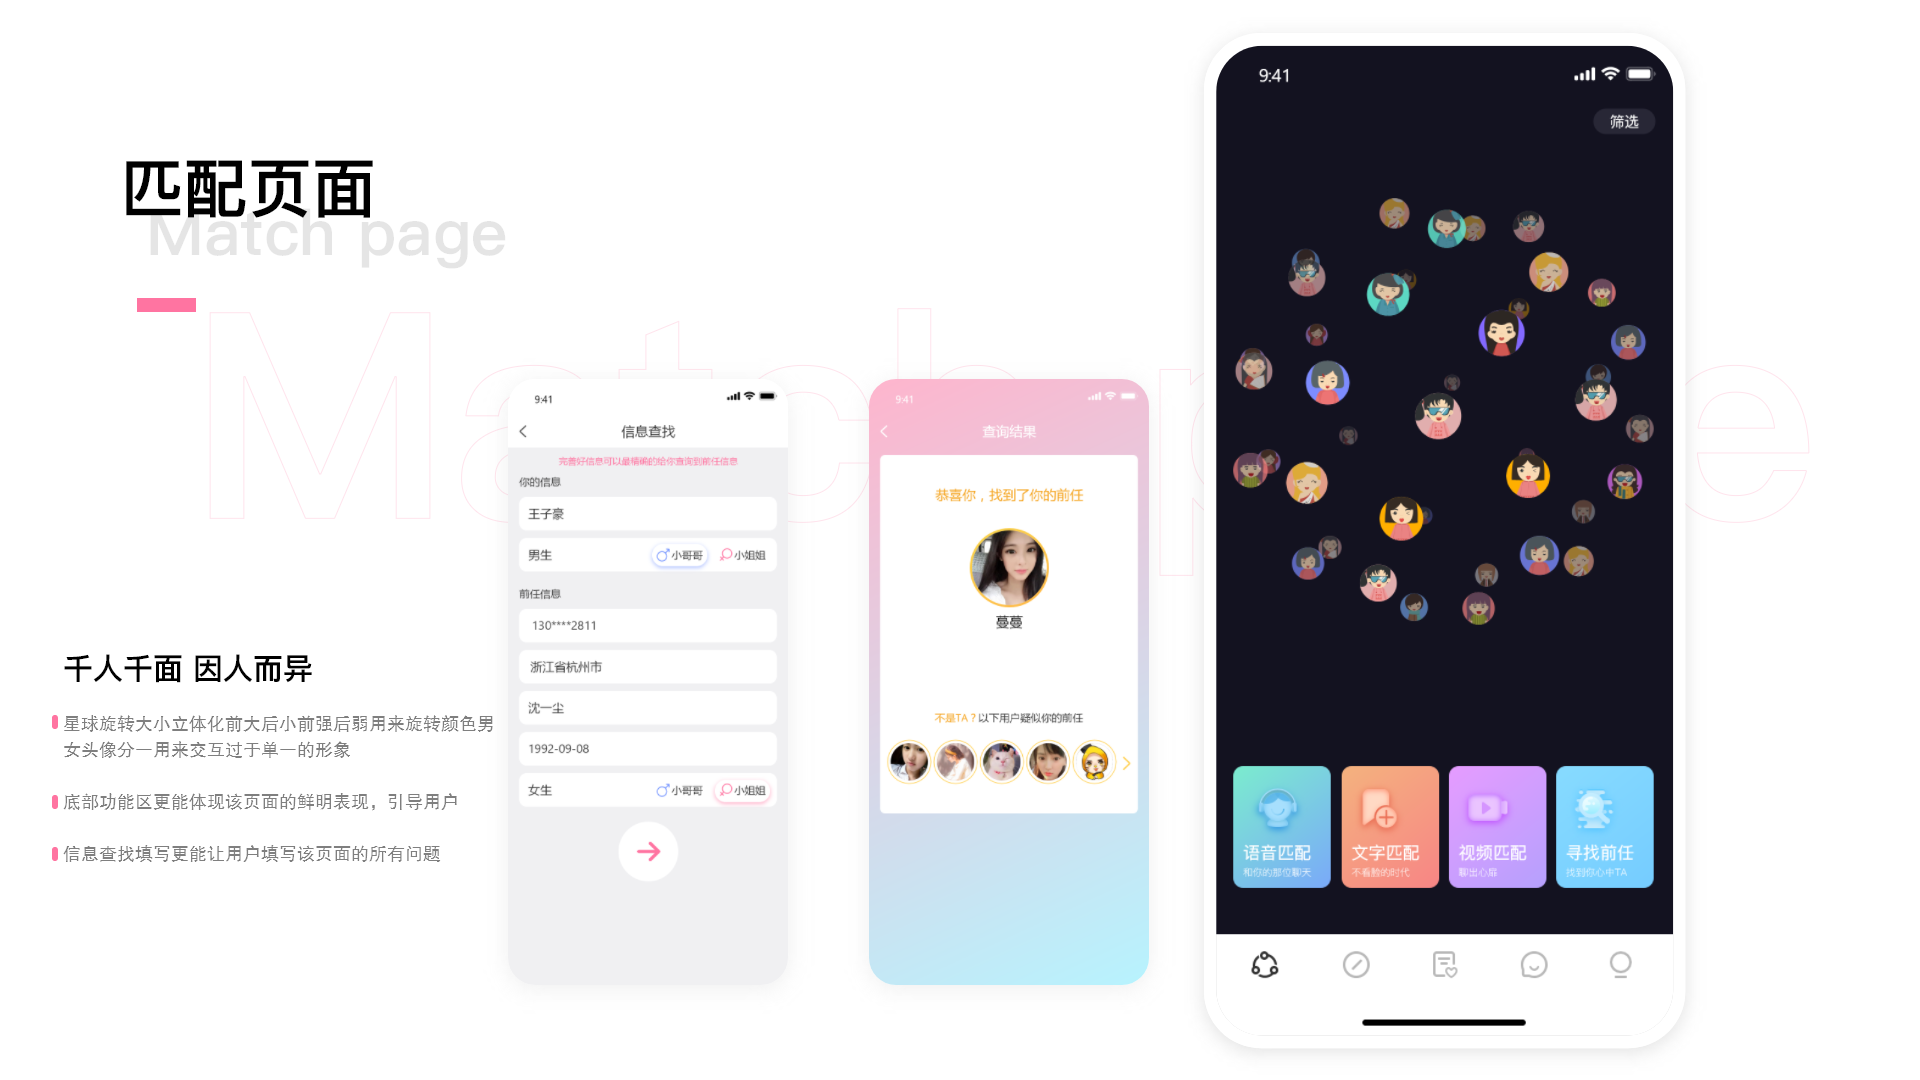 匹配页面
Match page
Match page
千人千面 因人而异
星球旋转大小立体化前大后小前强后弱用来旋转颜色男
女头像分一用来交互过于单一的形象
底部功能区更能体现该页面的鲜明表现，引导用户
信息查找填写更能让用户填写该页面的所有问题
9:41
信息查找
完善好信息可以最精确的给你查询到前任信息
你的信息
王子豪
男生 小哥哥 小姐姐
前任信息
130****2811
浙江省杭州市
沈一尘
1992-09-08
女生 小哥哥 小姐姐
9:41
查询结果
恭喜你，找到了你的前任
蔓蔓
不是TA？以下用户疑似你的前任
9:41
筛选
语音匹配
和你的那位聊天
文字匹配
不看脸的时代
视频匹配
聊出心扉
寻找前任
找到你心中TA